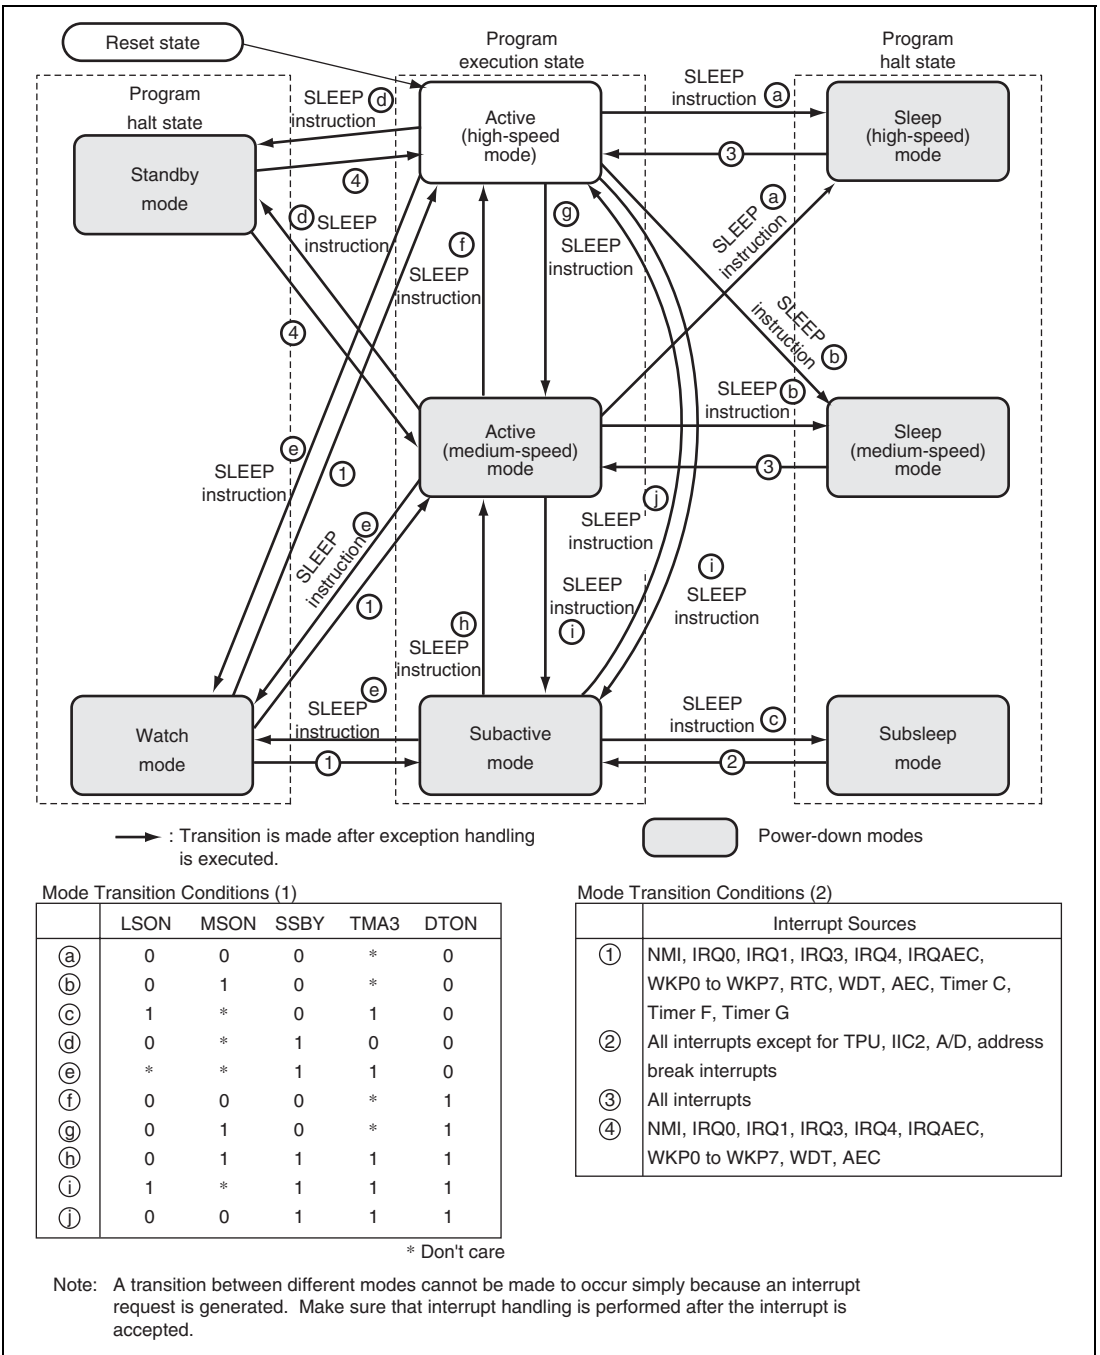 Reset state
Program
execution state
Program
halt state
Program
halt state
SLEEP
instruction
d
Active
(high-speed
mode)
SLEEP
instruction
a
Sleep
(high-speed)
mode
Standby
mode
4
3
d
SLEEP
instruction
f
SLEEP
instruction
g
SLEEP
instruction
SLEEP
instruction
a
4
SLEEP
instruction
b
SLEEP
instruction
b
Active
(medium-speed)
mode
Sleep
(medium-speed)
mode
3
e
SLEEP
instruction
1
SLEEP
instruction
e
1
j
SLEEP
instruction
i
SLEEP
instruction
SLEEP
instruction
i
h
SLEEP
instruction
e
SLEEP
instruction
SLEEP
instruction
c
Watch
mode
1
Subactive
mode
2
Subsleep
mode
: Transition is made after exception handling
is executed.
Power-down modes
Mode Transition Conditions (1)
LSON MSON SSBY TMA3 DTON
a 0 0 0 * 0
b 0 1 0 * 0
c 1 * 0 1 0
d 0 * 1 0 0
e * * 1 1 0
f 0 0 0 * 1
g 0 1 0 * 1
h 0 1 1 1 1
i 1 * 1 1 1
j 0 0 1 1 1
* Don't care
Mode Transition Conditions (2)
Interrupt Sources
1 NMI, IRQ0, IRQ1, IRQ3, IRQ4, IRQAEC,
WKP0 to WKP7, RTC, WDT, AEC, Timer C,
Timer F, Timer G
2 All interrupts except for TPU, IIC2, A/D, address
break interrupts
3 All interrupts
4 NMI, IRQ0, IRQ1, IRQ3, IRQ4, IRQAEC,
WKP0 to WKP7, WDT, AEC
Note: A transition between different modes cannot be made to occur simply because an interrupt
request is generated. Make sure that interrupt handling is performed after the interrupt is
accepted.